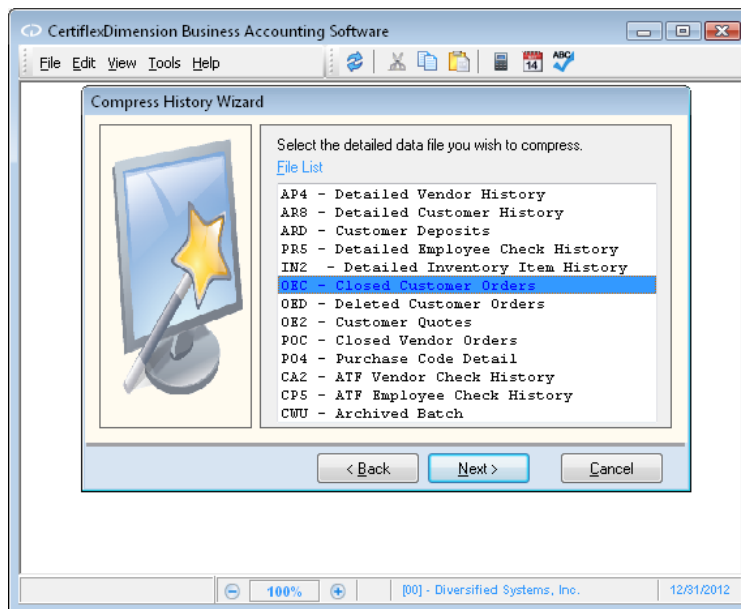 CertiflexDimension Business Accounting Software
File Edit View Tools Help
14
ABC
Compress History Wizard
Select the detailed data file you wish to compress.
File List
AP4 - Detailed Vendor History
AR8 - Detailed Customer History
ARD - Customer Deposits
PR5 - Detailed Employee Check History
IN2 - Detailed Inventory Item History
OEC - Closed Customer Orders
OED - Deleted Customer Orders
OE2 - Customer Quotes
POC - Closed Vendor Orders
PO4 - Purchase Code Detail
CA2 - ATF Vendor Check History
CP5 - ATF Employee Check History
CWU - Archived Batch
< Back Next > Cancel
100% [00] - Diversified Systems, Inc. 12/31/2012